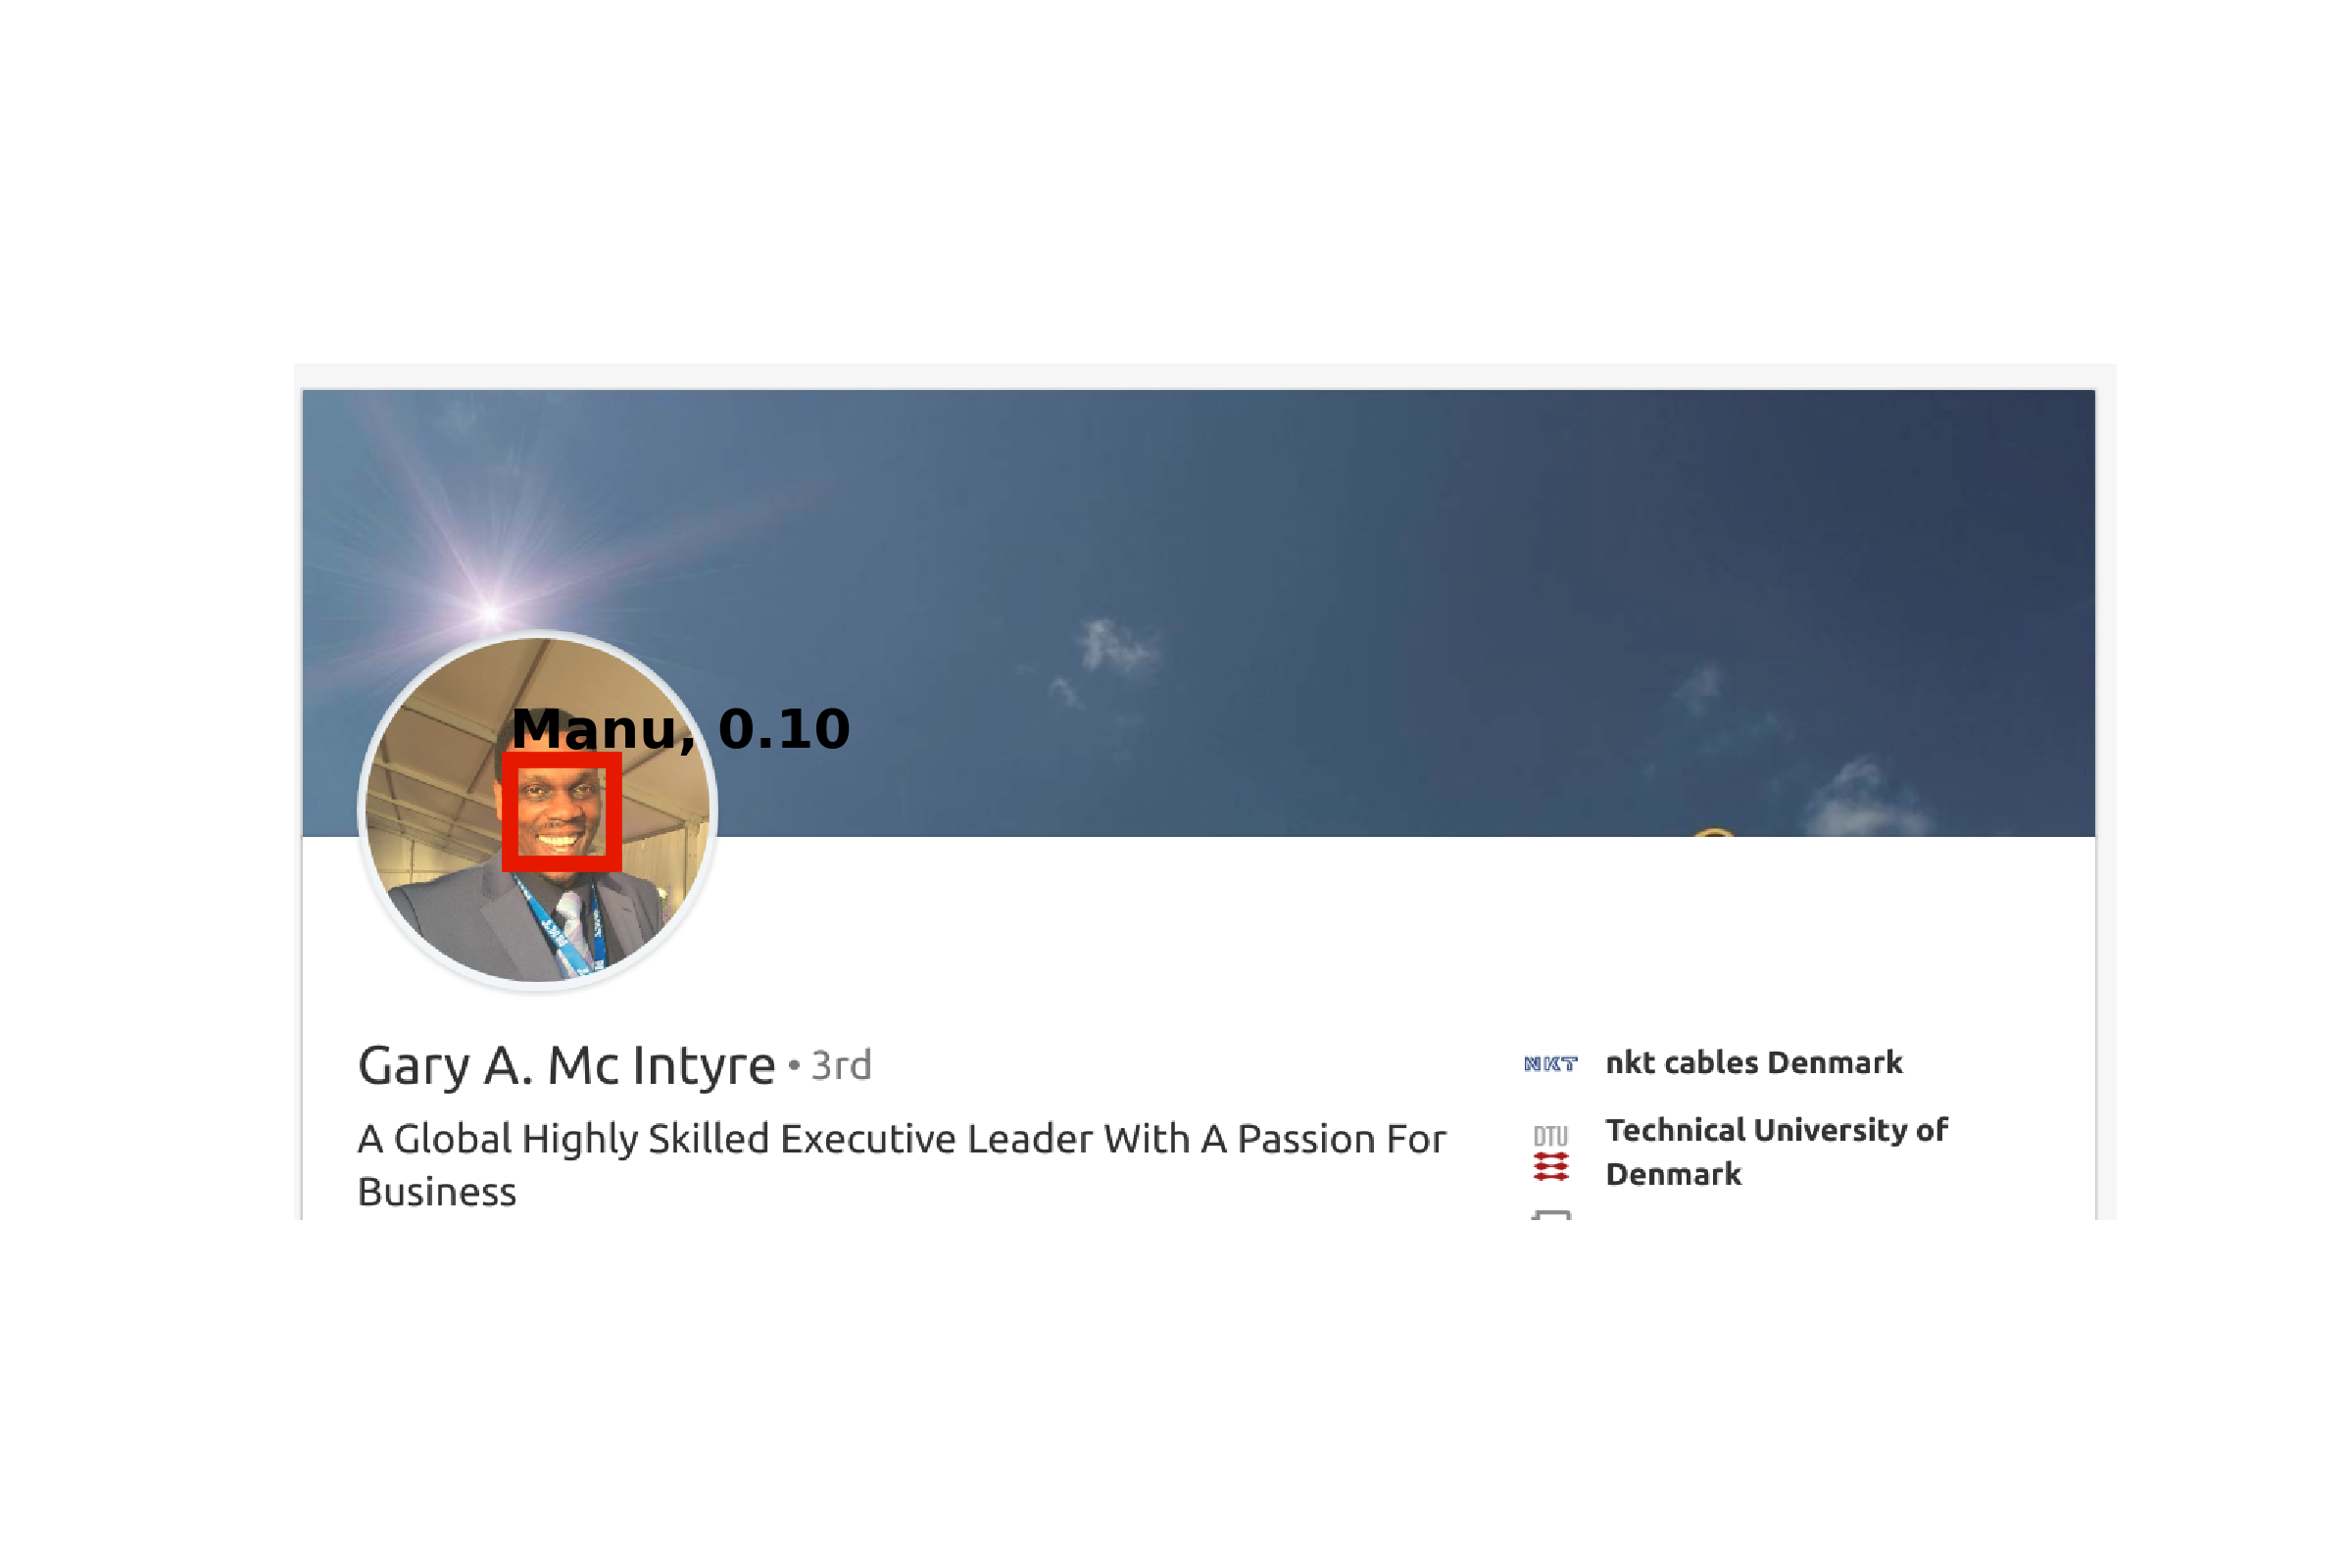 Manu, 0.10
Gary A. Mc Intyre • 3rd
A Global Highly Skilled Executive Leader With A Passion For
Business
NKT nkt cables Denmark
DTU Technical University of
Denmark